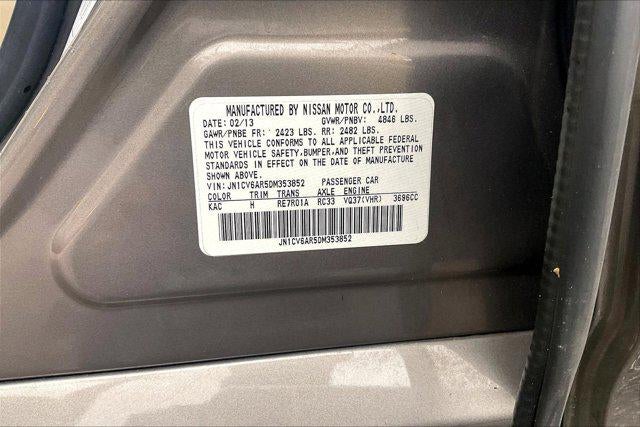 MANUFACTURED BY NISSAN MOTOR CO.,LTD.
DATE: 02/13 GVWR/PNBV: 4846 LBS.
GAWR/PNBE FR: 2423 LBS. RR: 2482 LBS.
THIS VEHICLE CONFORMS TO ALL APPLICABLE FEDERAL
MOTOR VEHICLE SAFETY,BUMPER,AND THEFT PREVENTION
STANDARDS IN EFFECT ON THE DATE OF MANUFACTURE
SHOWN ABOVE.
VIN: JN1CV6AR5DM353852 PASSENGER CAR
COLOR TRIM TRANS AXLE ENGINE
KAC H RE7R01A RC33 VQ37(VHR) 3696CC
JN1CV6AR5DM353852